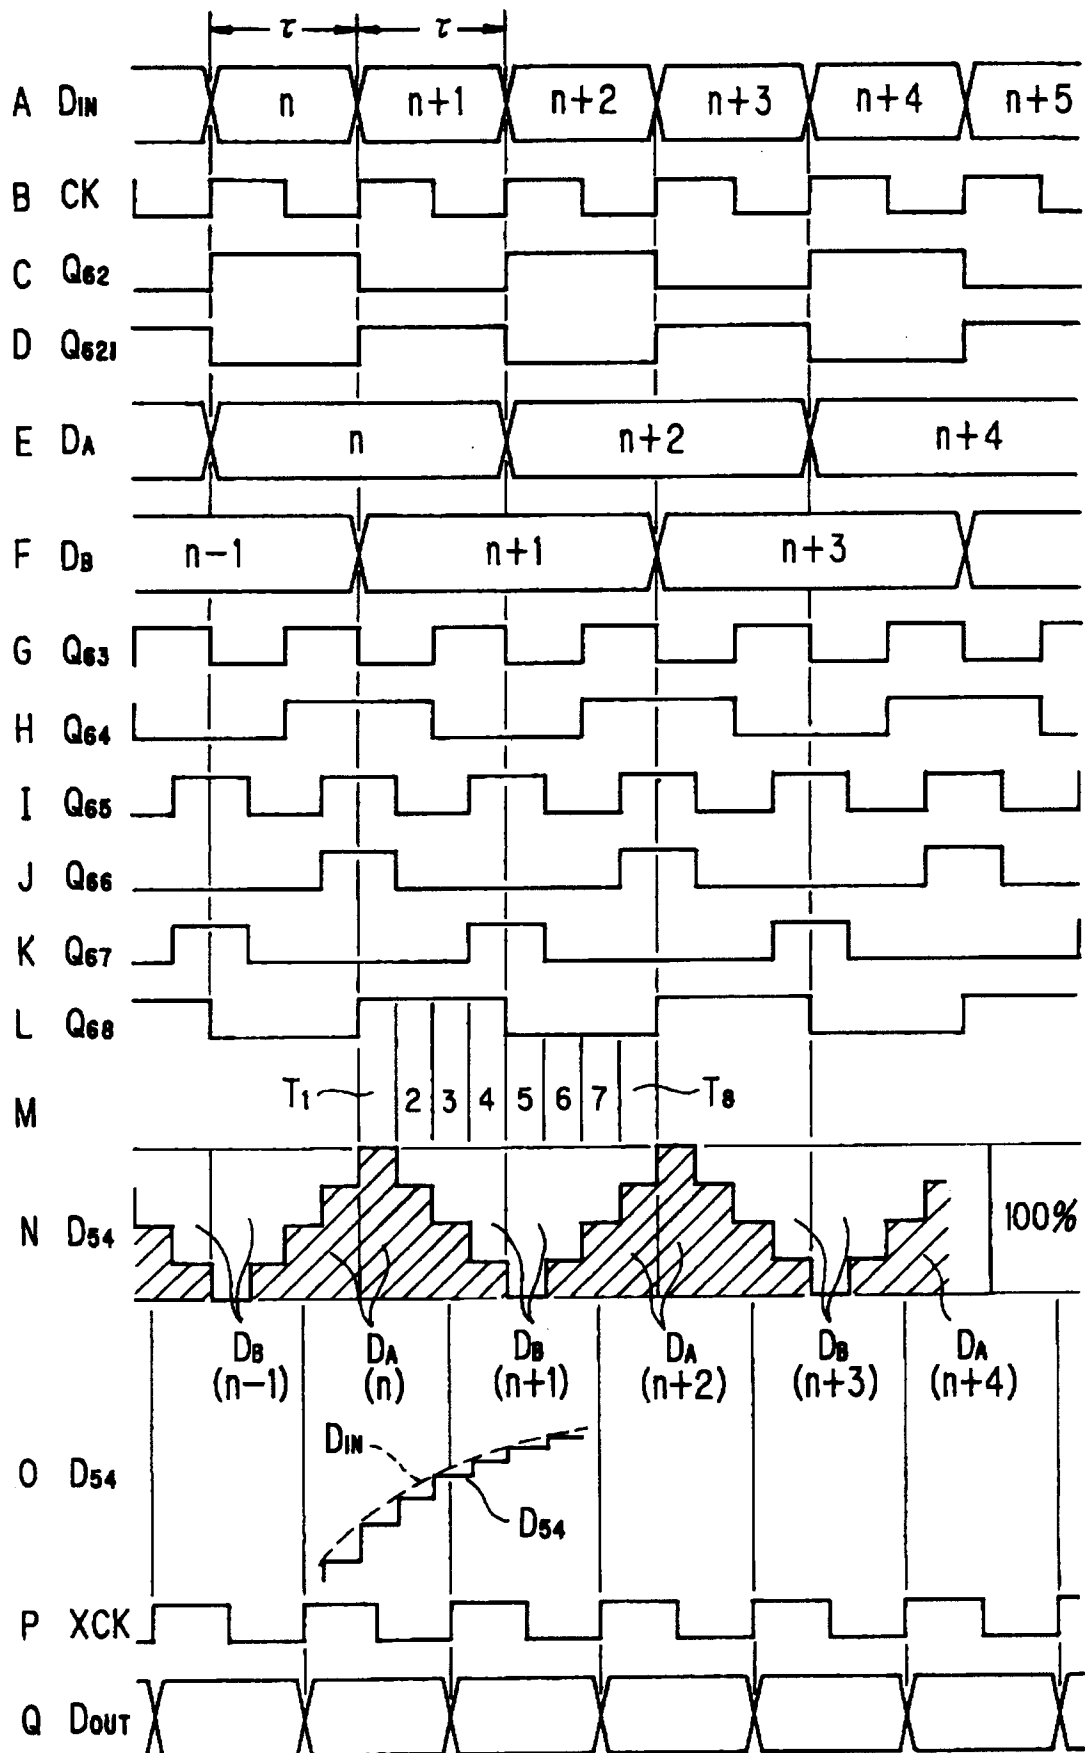 τ τ
A DIN n n+1 n+2 n+3 n+4 n+5
B CK
C Q62
D Q62I
E DA n n+2 n+4
F DB n-1 n+1 n+3
G Q63
H Q64
I Q65
J Q66
K Q67
L Q68
M T1 2 3 4 5 6 7 T8
N D54 100%
DB DA DB DA DB DA
(n-1) (n) (n+1) (n+2) (n+3) (n+4)
DIN
O D54
D54
P XCK
Q DOUT